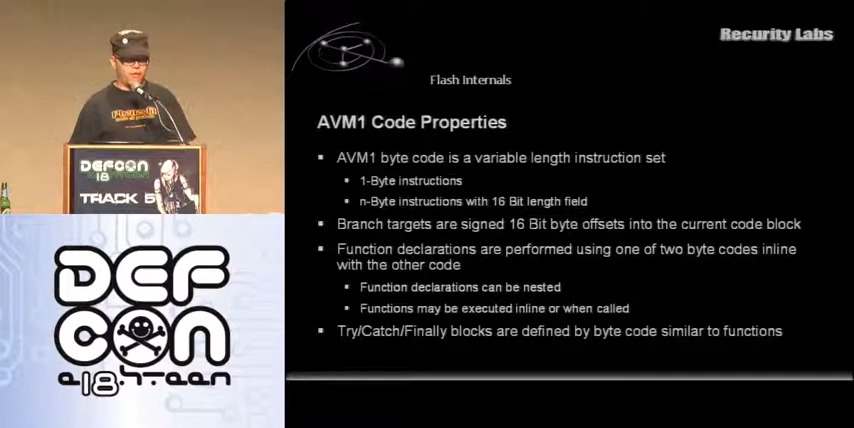 DEFCON
18
TRACK 5
DEF
CON
e18hteen
Recurity Labs
Flash Internals
AVM1 Code Properties
AVM1 byte code is a variable length instruction set
1-Byte instructions
n-Byte instructions with 16 Bit length field
Branch targets are signed 16 Bit byte offsets into the current code block
Function declarations are performed using one of two byte codes inline
with the other code
Function declarations can be nested
Functions may be executed inline or when called
Try/Catch/Finally blocks are defined by byte code similar to functions